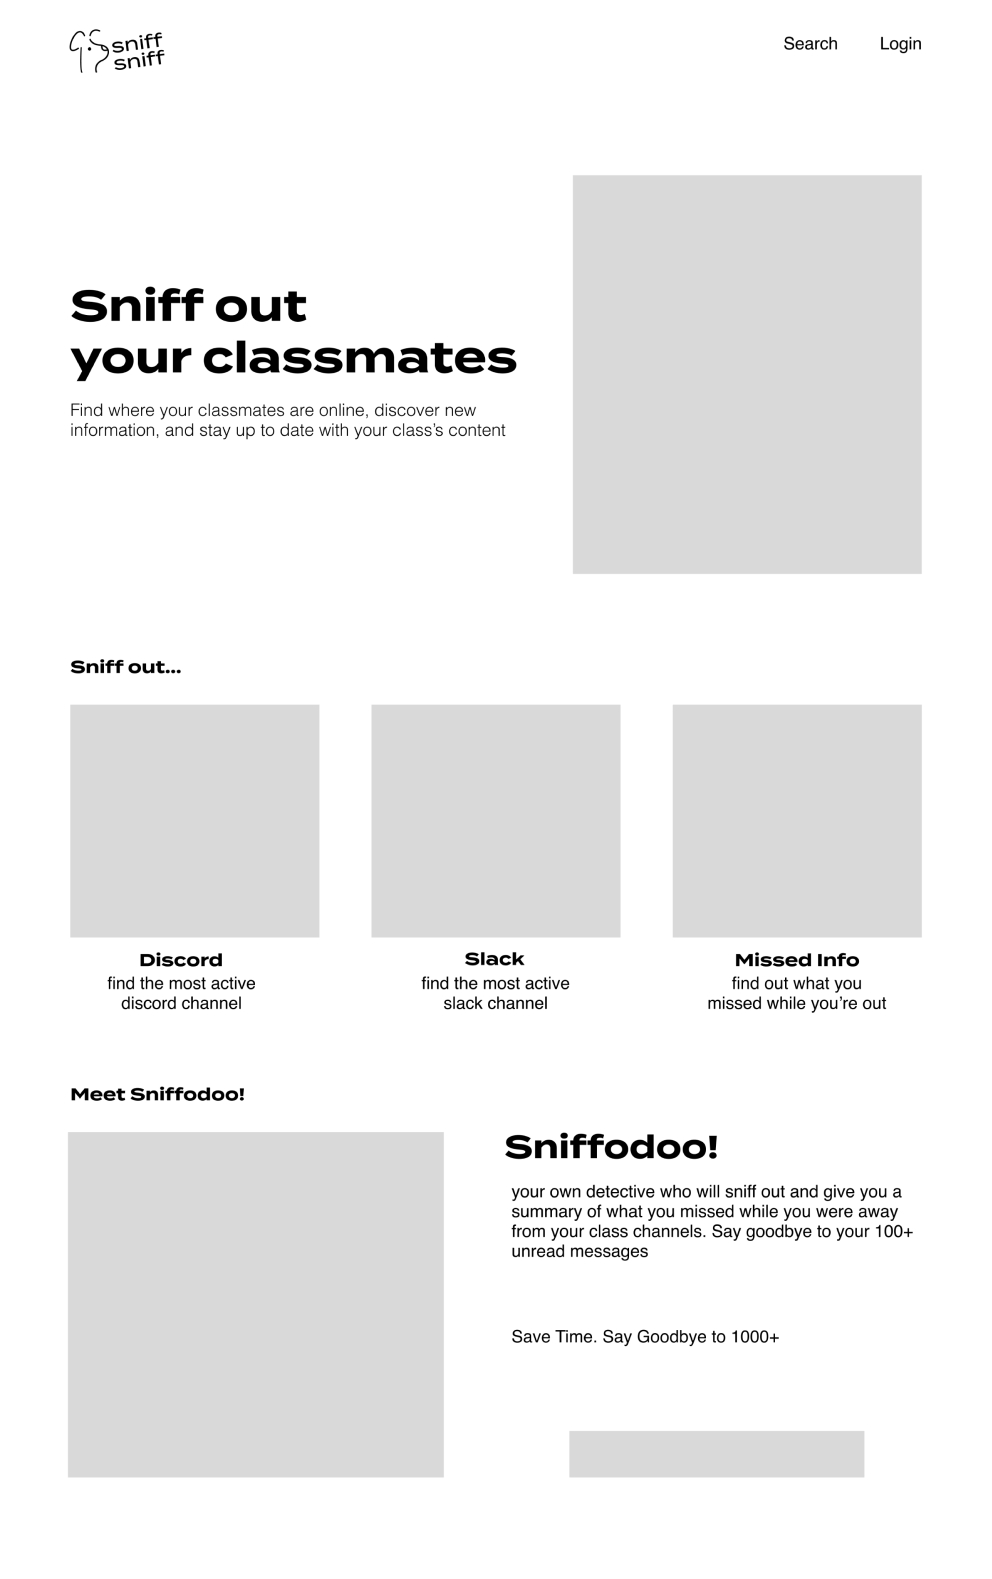 sniff
sniff
Search
Login
Sniff out
your classmates
Find where your classmates are online, discover new
information, and stay up to date with your class’s content
Sniff out...
Discord
find the most active
discord channel
Slack
find the most active
slack channel
Missed Info
find out what you
missed while you’re out
Meet Sniffodoo!
Sniffodoo!
your own detective who will sniff out and give you a
summary of what you missed while you were away
from your class channels. Say goodbye to your 100+
unread messages
Save Time. Say Goodbye to 1000+